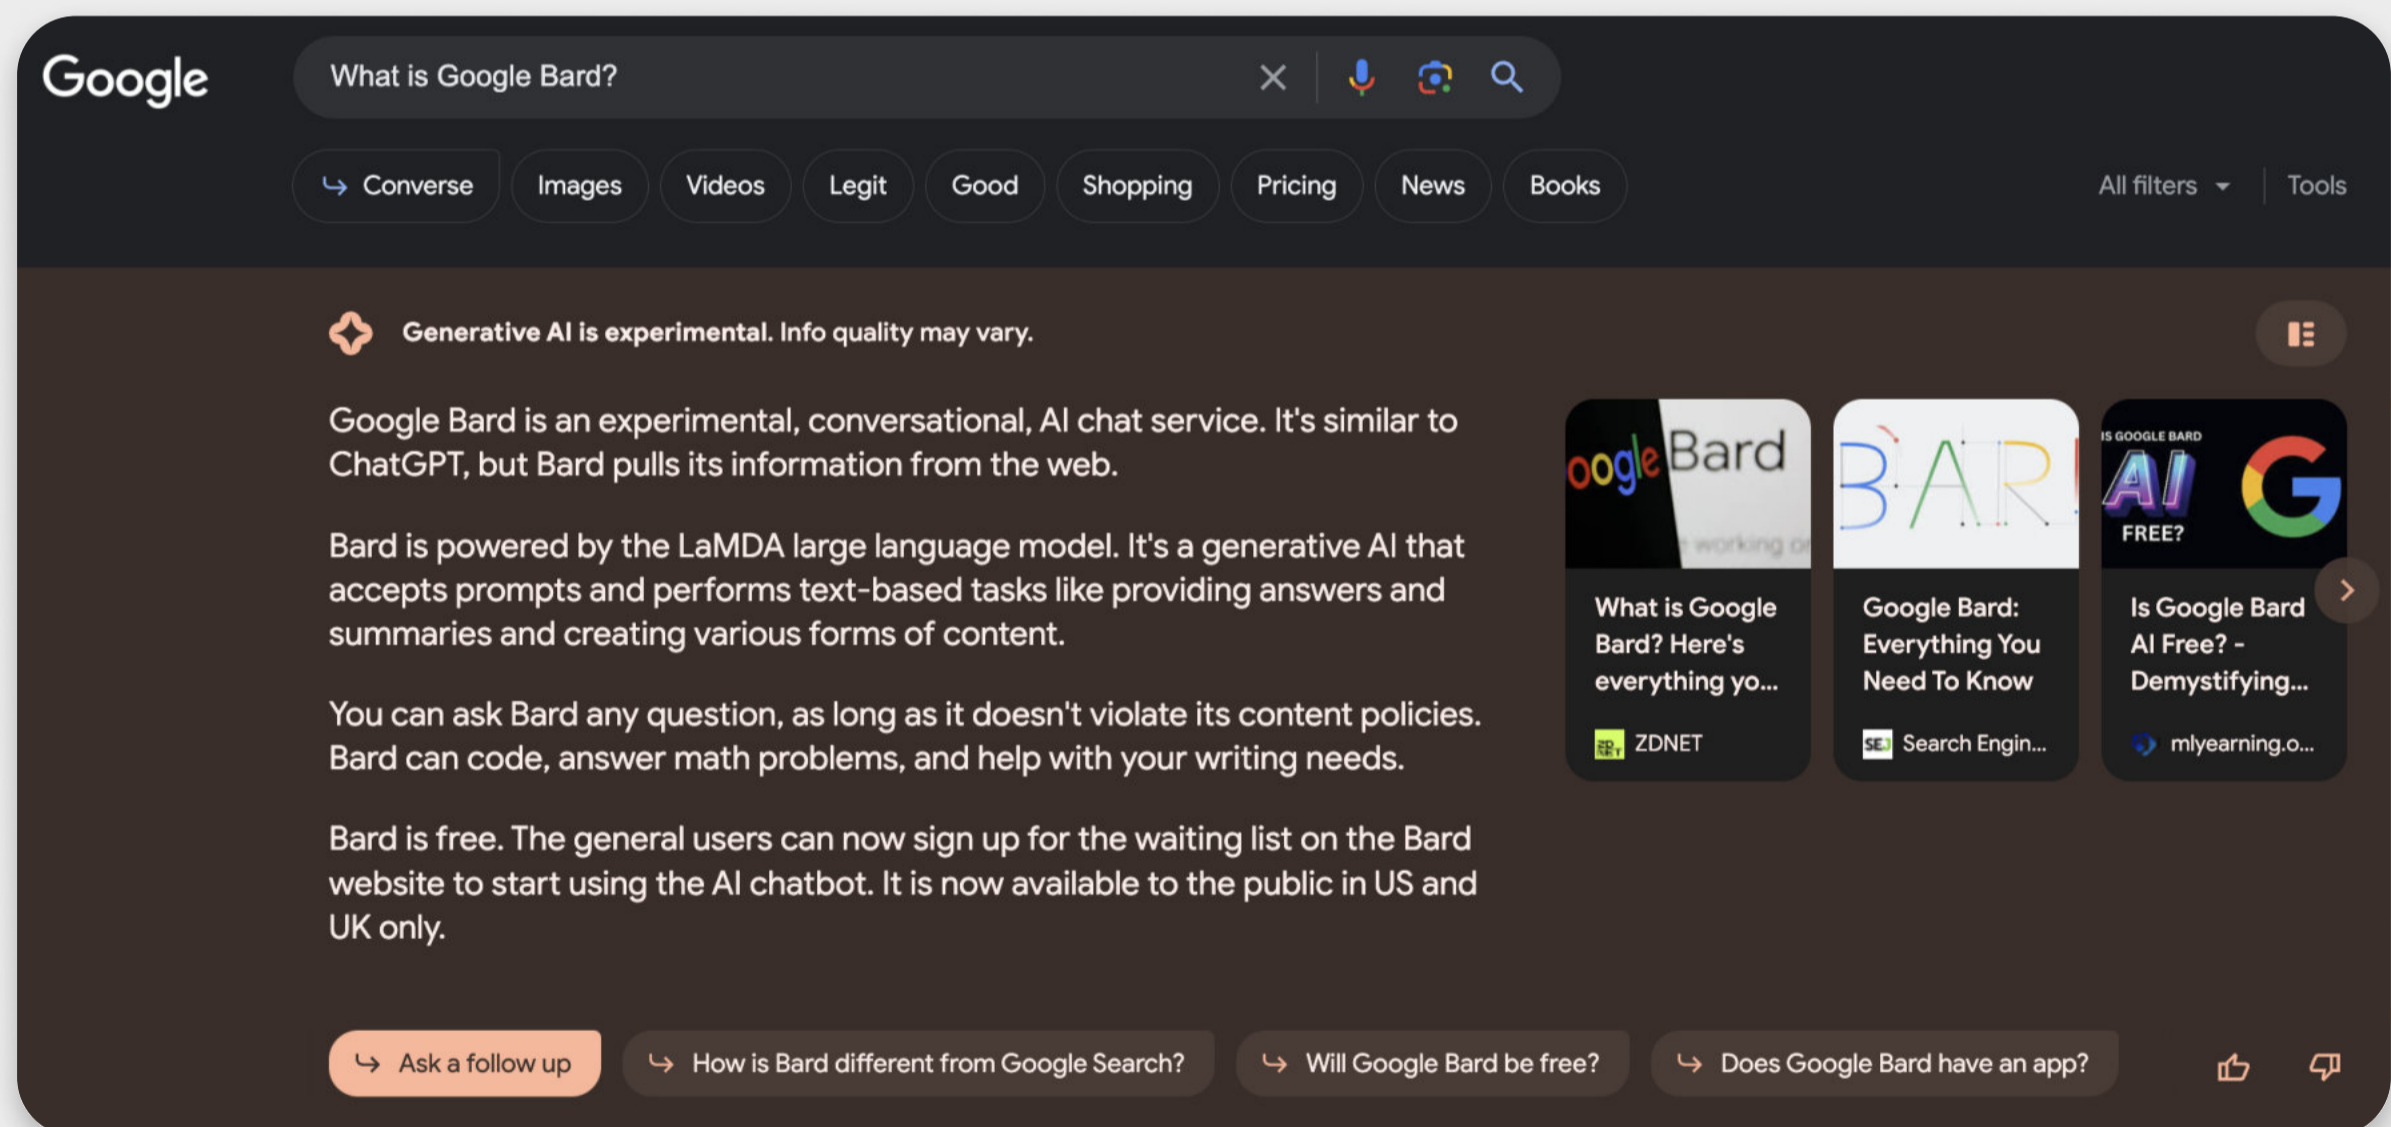 Google
What is Google Bard?
Converse
Images
Videos
Legit
Good
Shopping
Pricing
News
Books
All filters
Tools
Generative AI is experimental. Info quality may vary.
Google Bard is an experimental, conversational, AI chat service. It's similar to
ChatGPT, but Bard pulls its information from the web.
Bard is powered by the LaMDA large language model. It's a generative AI that
accepts prompts and performs text-based tasks like providing answers and
summaries and creating various forms of content.
You can ask Bard any question, as long as it doesn't violate its content policies.
Bard can code, answer math problems, and help with your writing needs.
Bard is free. The general users can now sign up for the waiting list on the Bard
website to start using the AI chatbot. It is now available to the public in US and
UK only.
oogle Bard
working on
What is Google
Bard? Here's
everything yo...
ZDNET
BAR
Google Bard:
Everything You
Need To Know
SEJ Search Engin...
IS GOOGLE BARD
AI
FREE?
G
Is Google Bard
AI Free? -
Demystifying...
mlyearning.o...
Ask a follow up
How is Bard different from Google Search?
Will Google Bard be free?
Does Google Bard have an app?